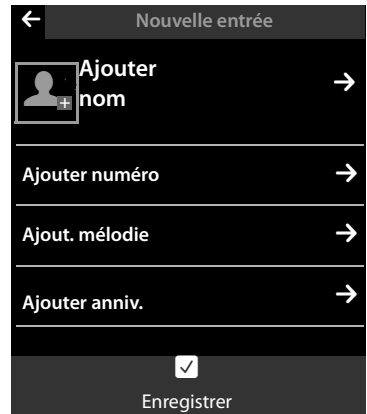 Nouvelle entrée
Ajouter
nom
Ajouter numéro
Ajout. mélodie
Ajouter anniv.
Enregistrer